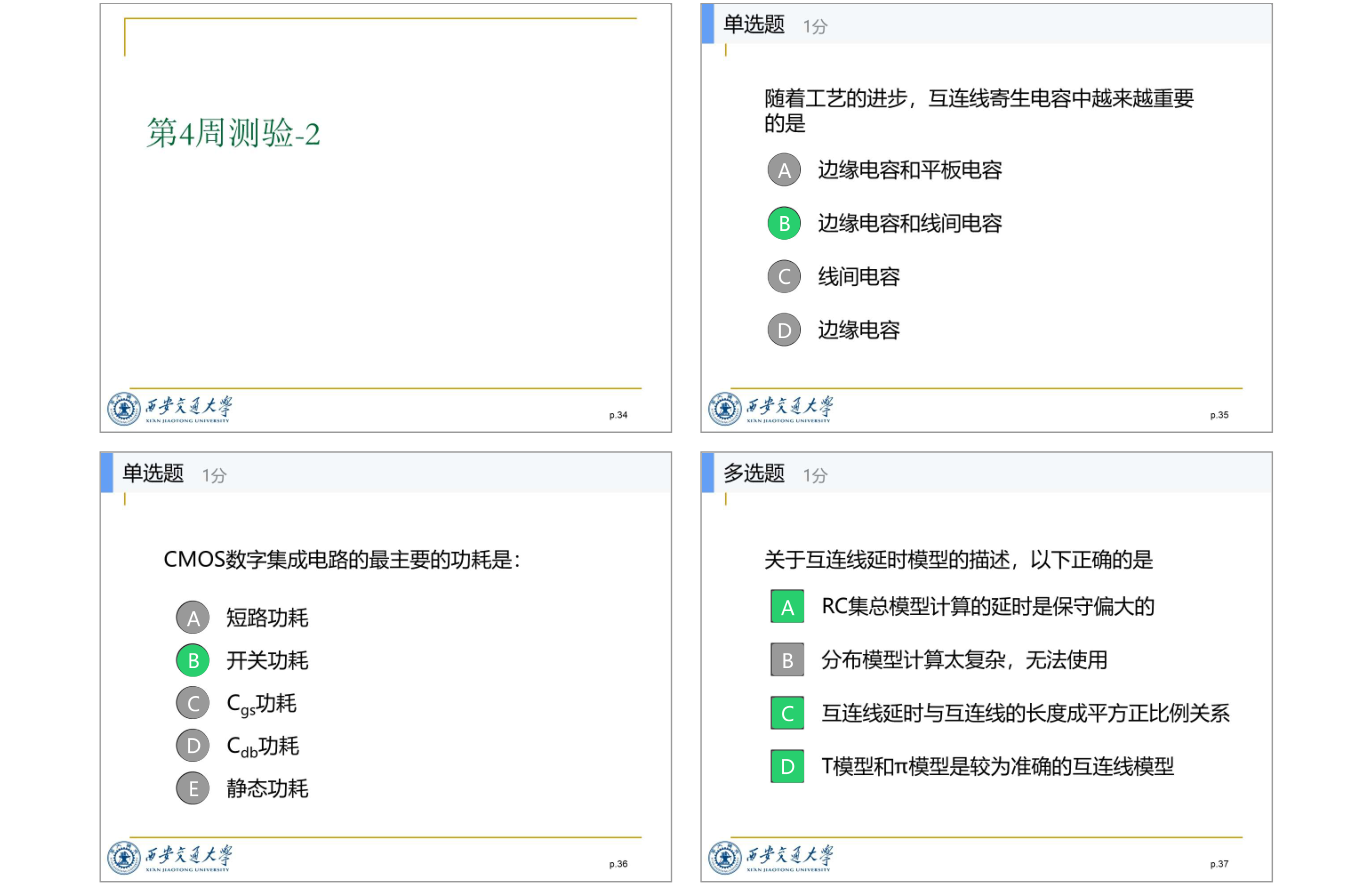 第4周测验-2
西安交通大学
XI'AN JIAOTONG UNIVERSITY
p.34
单选题 1分
随着工艺的进步，互连线寄生电容中越来越重要
的是
A 边缘电容和平板电容
B 边缘电容和线间电容
C 线间电容
D 边缘电容
西安交通大学
XI'AN JIAOTONG UNIVERSITY
p.35
单选题 1分
CMOS数字集成电路的最主要的功耗是：
A 短路功耗
B 开关功耗
C Cgs功耗
D Cdb功耗
E 静态功耗
西安交通大学
XI'AN JIAOTONG UNIVERSITY
p.36
多选题 1分
关于互连线延时模型的描述，以下正确的是
A RC集总模型计算的延时是保守偏大的
B 分布模型计算太复杂，无法使用
C 互连线延时与互连线的长度成平方正比例关系
D T模型和π模型是较为准确的互连线模型
西安交通大学
XI'AN JIAOTONG UNIVERSITY
p.37